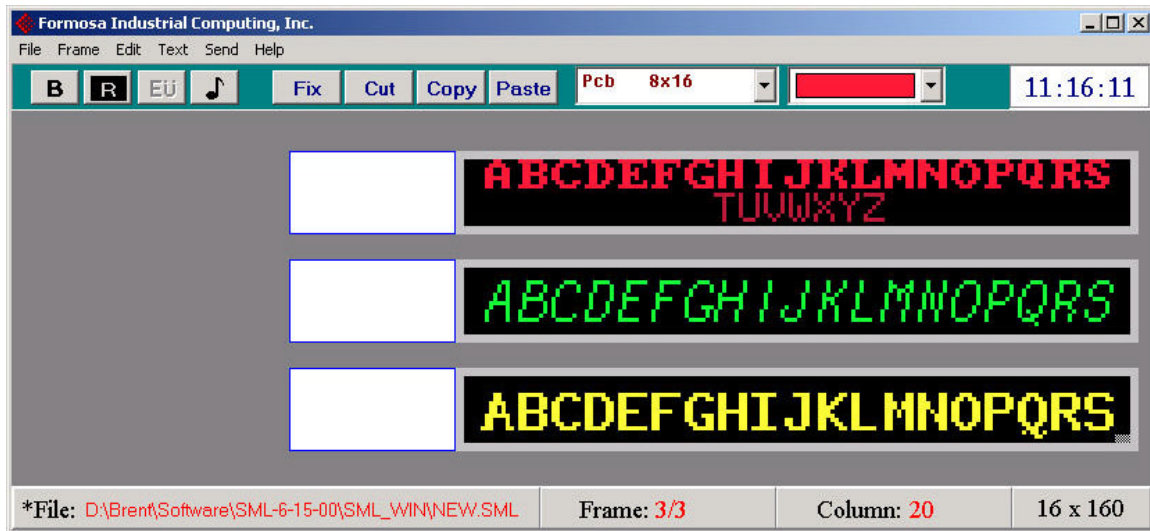 Formosa Industrial Computing, Inc.
File Frame Edit Text Send Help
B R EÜ Fix Cut Copy Paste Pcb 8x16 11:16:11
ABCDEFGHIJKLMNOPQRS
TUVWXYZ
ABCDEFGHIJKLMNOPQRS
ABCDEFGHIJKLMNOPQRS
*File: D:\Brent\Software\SML-6-15-00\SML_WIN\NEW.SML Frame: 3/3 Column: 20 16 x 160